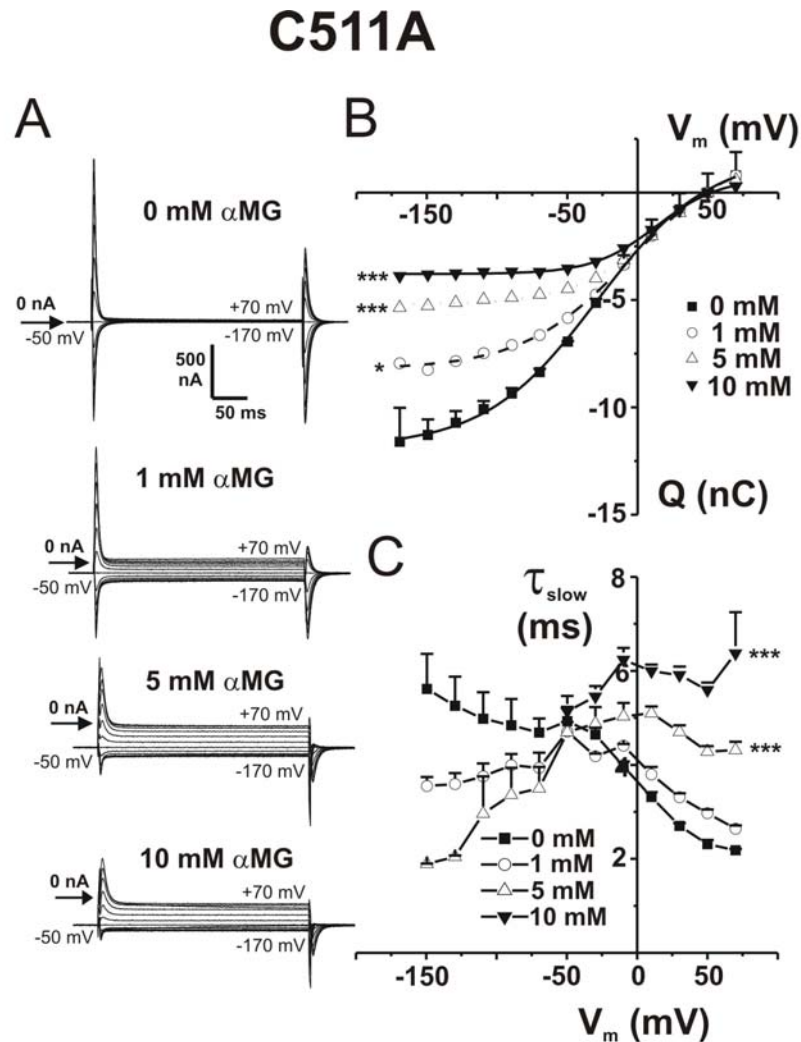 C511A
A
0 mM αMG
0 nA
-50 mV
+70 mV
-170 mV
500 nA
50 ms
1 mM αMG
0 nA
-50 mV
+70 mV
-170 mV
5 mM αMG
0 nA
-50 mV
+70 mV
-170 mV
10 mM αMG
0 nA
-50 mV
+70 mV
-170 mV
B
Vm (mV)
-150
-50
50
-5
-10
-15
***
***
*
0 mM
1 mM
5 mM
10 mM
Q (nC)
C
τslow (ms)
8
6
4
2
0
***
***
0 mM
1 mM
5 mM
10 mM
-150
-100
-50
0
50
Vm (mV)